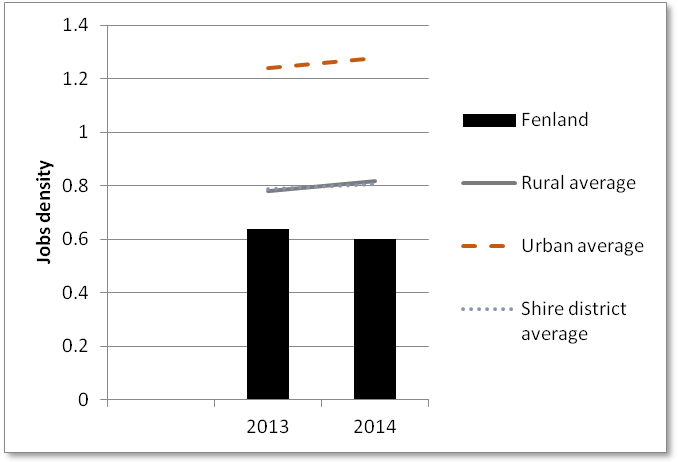 1.4
1.2
1
0.8
0.6
0.4
0.2
0
Jobs density
2013
2014
Fenland
Rural average
Urban average
Shire district
average